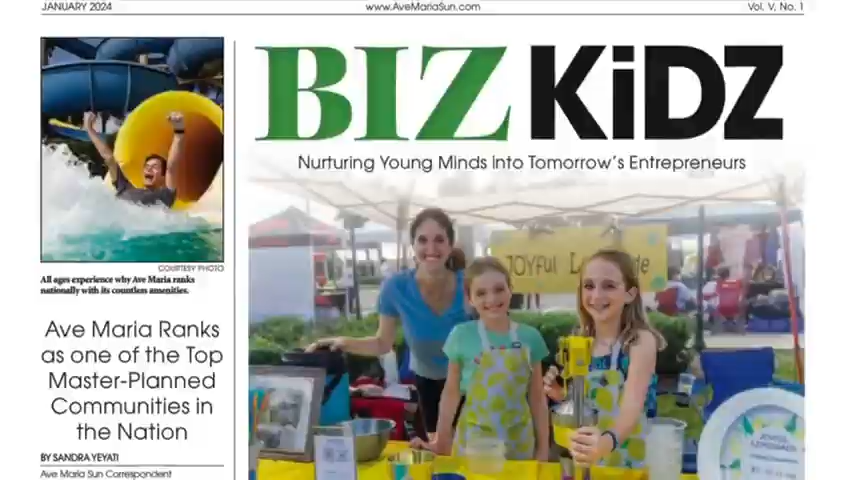 JANUARY 2024
www.AveMariaSun.com
Vol. V, No. 1
COURTESY PHOTO
All ages experience why Ave Maria ranks
nationally with its countless amenities.
Ave Maria Ranks
as one of the Top
Master-Planned
Communities in
the Nation
BY SANDRA YEYATI
Ave Maria Sun Correspondent
BIZ KiDZ
Nurturing Young Minds Into Tomorrow's Entrepreneurs
JOYFUL
JOYFUL
LEMONADE